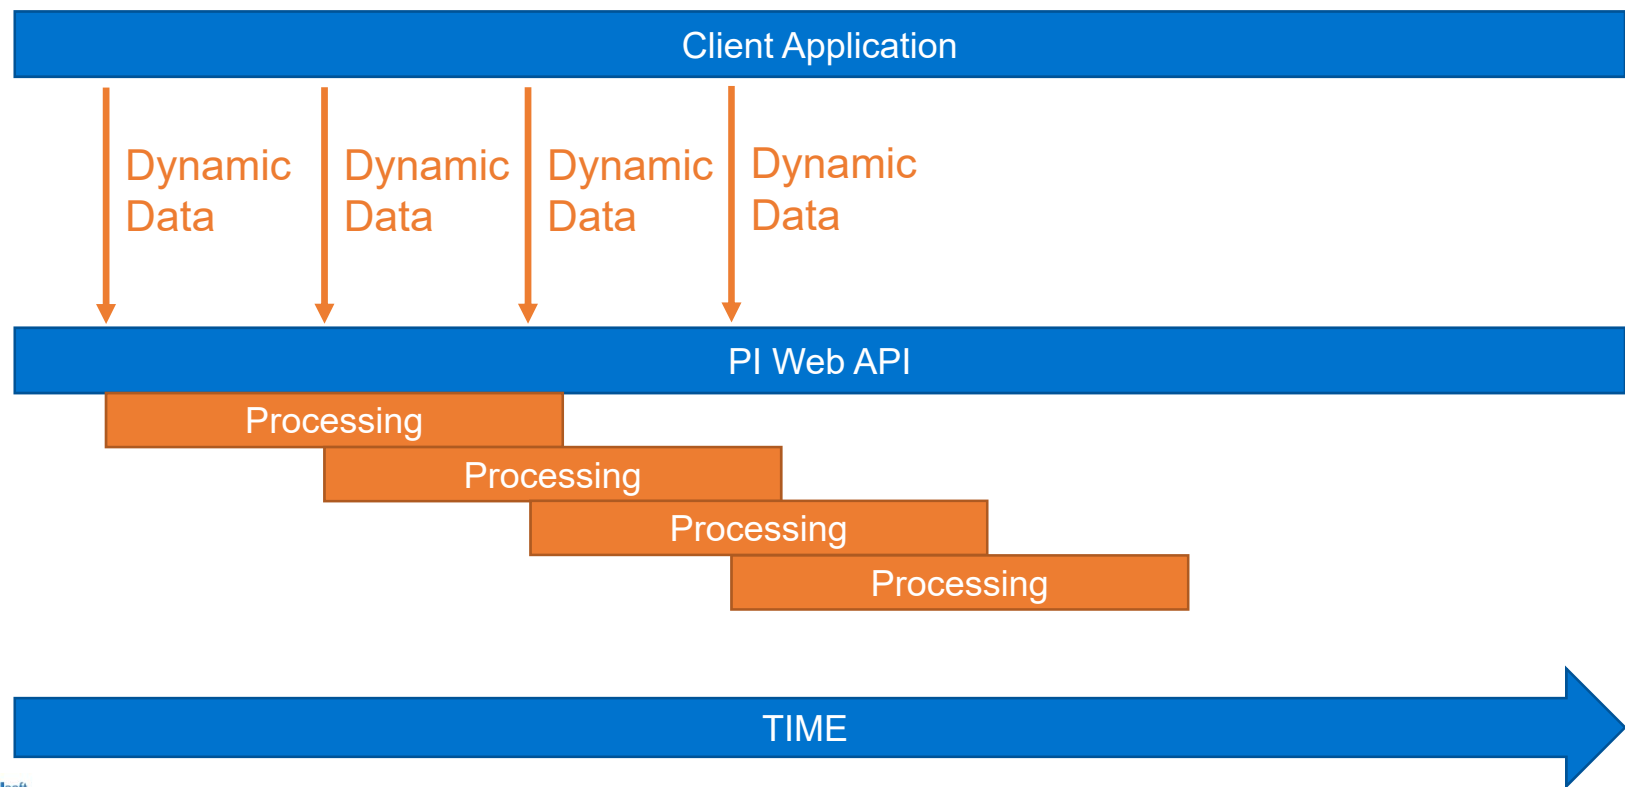 Client Application
Dynamic
Data
Dynamic
Data
Dynamic
Data
Dynamic
Data
PI Web API
Processing
Processing
Processing
Processing
TIME